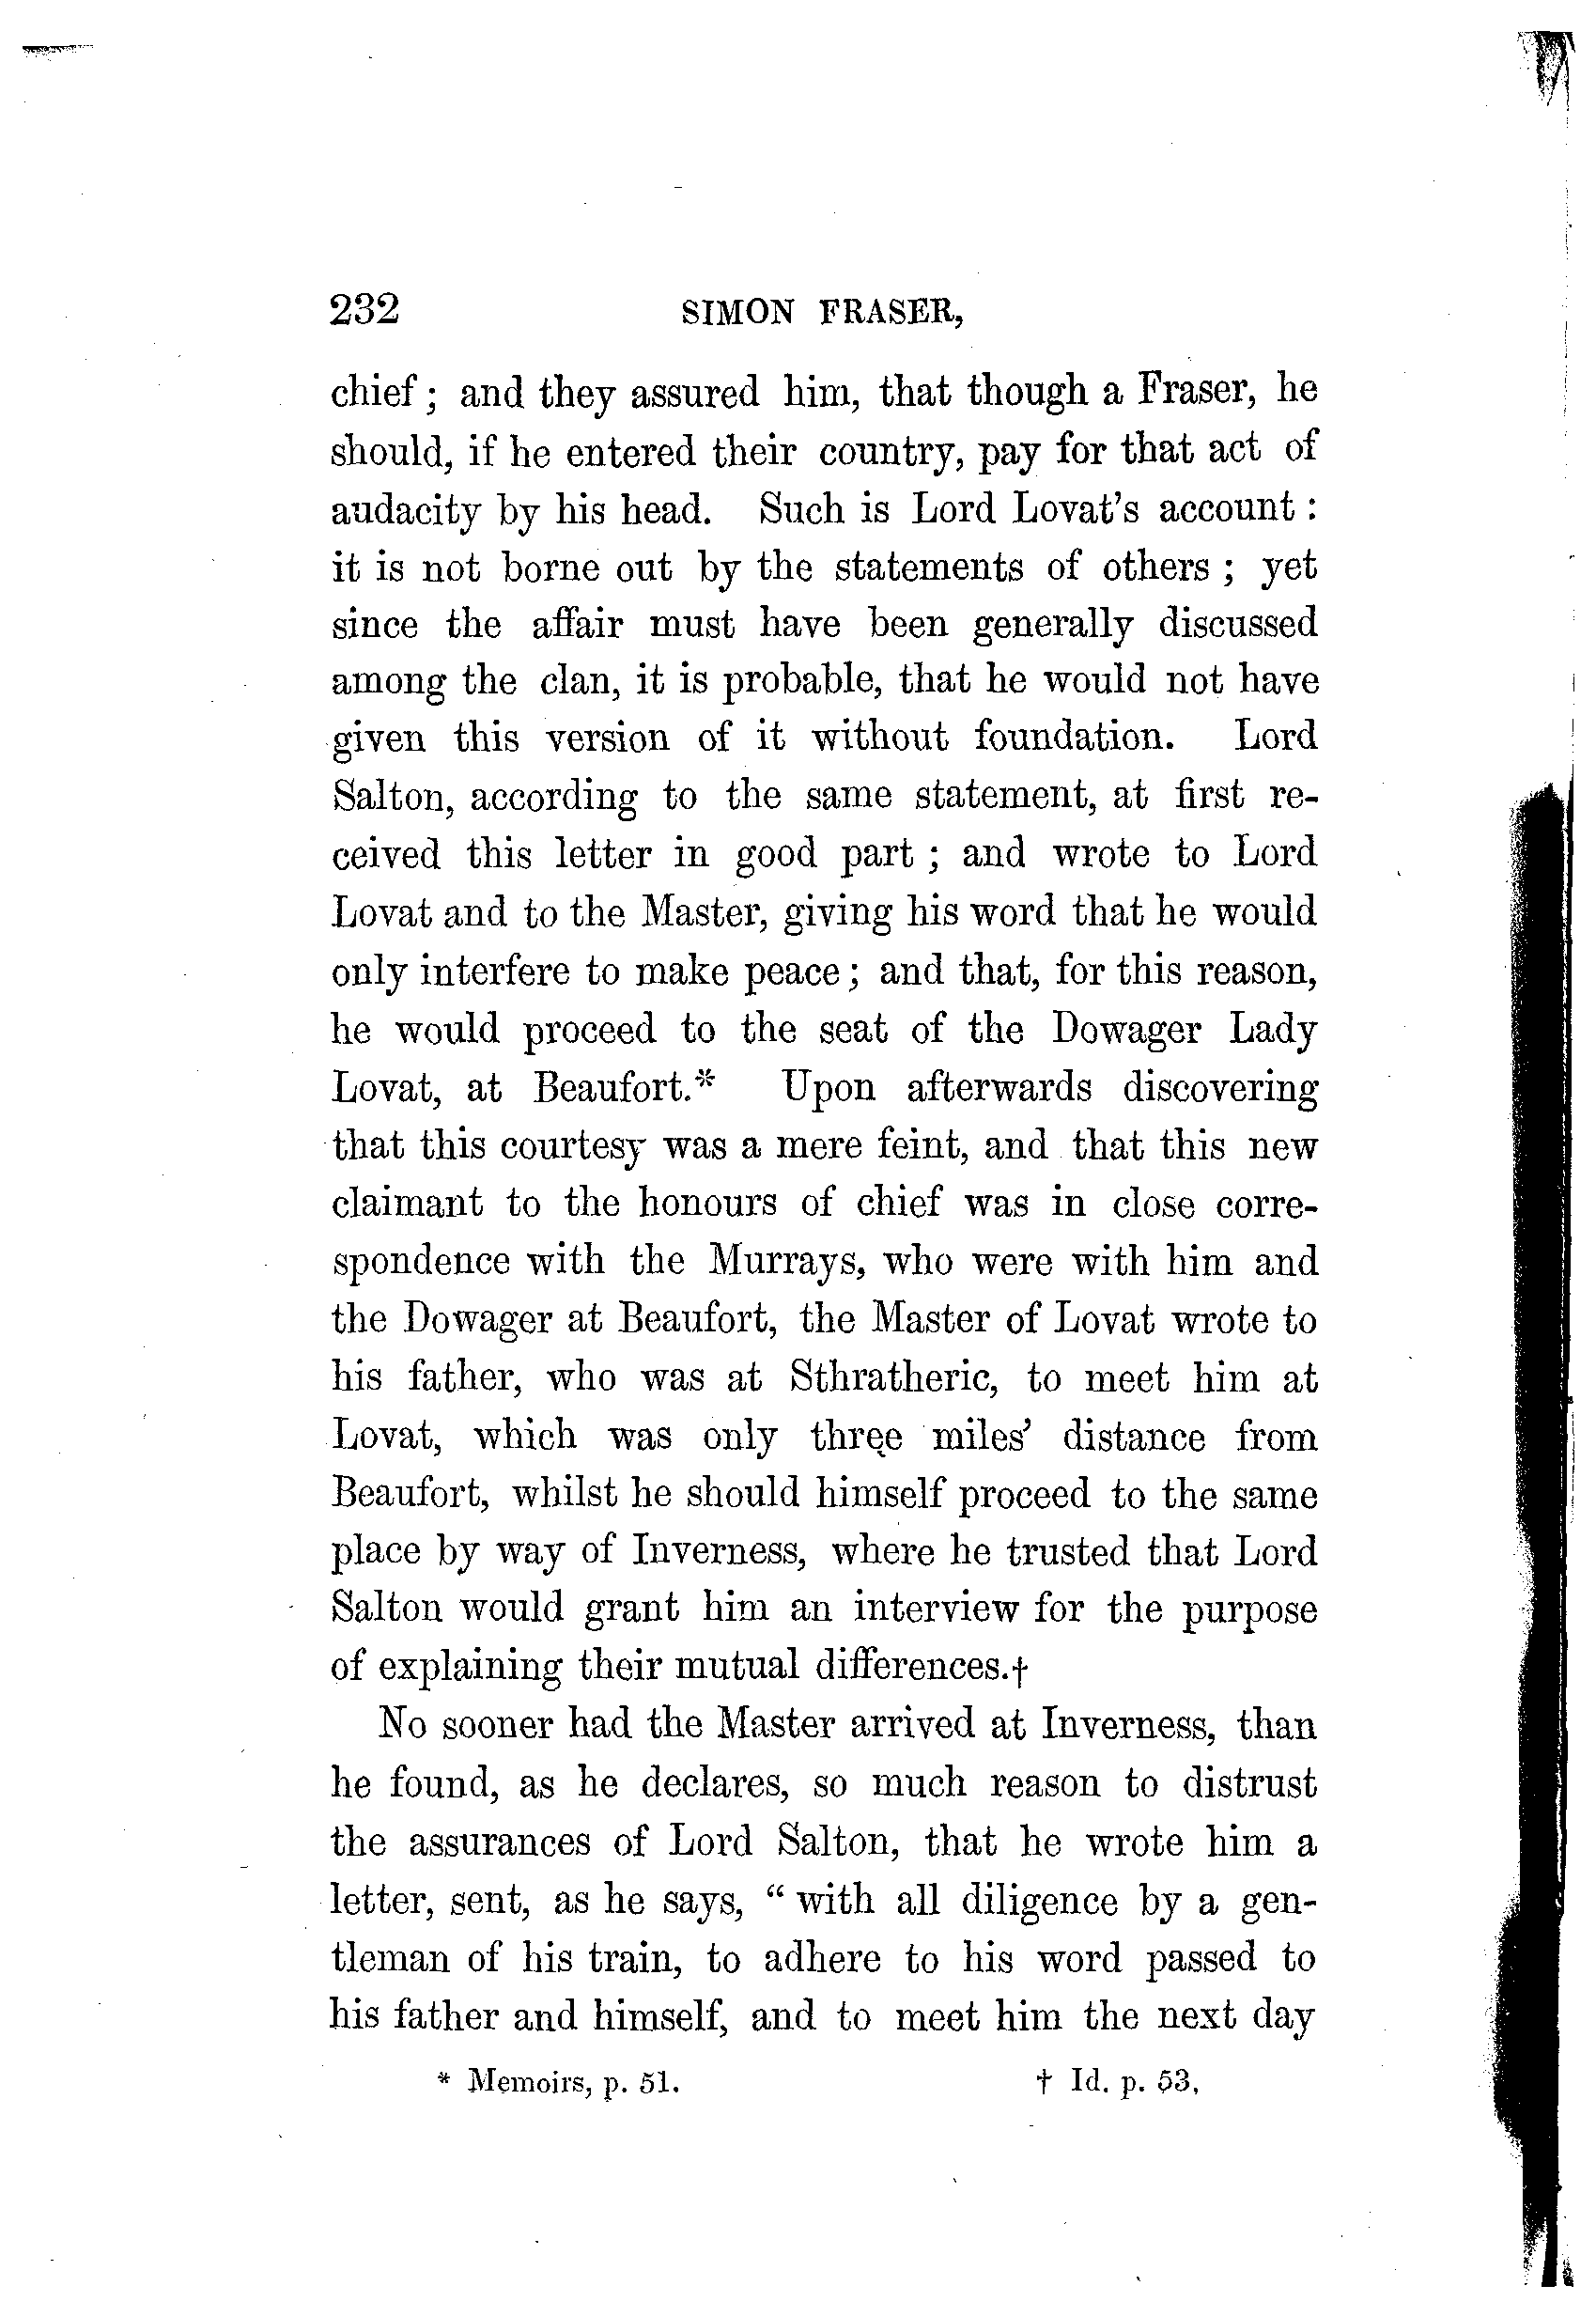 232 SIMON FRASER,
chief; and they assured him, that though a Fraser, he
should, if he entered their country, pay for that act of
audacity by his head. Such is Lord Lovat's account:
it is not borne out by the statements of others; yet
since the affair must have been generally discussed
among the clan, it is probable, that he would not have
given this version of it without foundation. Lord
Salton, according to the same statement, at first re-
ceived this letter in good part; and wrote to Lord
Lovat and to the Master, giving his word that he would
only interfere to make peace; and that, for this reason,
he would proceed to the seat of the Dowager Lady
Lovat, at Beaufort.* Upon afterwards discovering
that this courtesy was a mere feint, and that this new
claimant to the honours of chief was in close corre-
spondence with the Murrays, who were with him and
the Dowager at Beaufort, the Master of Lovat wrote to
his father, who was at Sthratheric, to meet him at
Lovat, which was only three miles' distance from
Beaufort, whilst he should himself proceed to the same
place by way of Inverness, where he trusted that Lord
Salton would grant him an interview for the purpose
of explaining their mutual differences.†
No sooner had the Master arrived at Inverness, than
he found, as he declares, so much reason to distrust
the assurances of Lord Salton, that he wrote him a
letter, sent, as he says, "with all diligence by a gen-
tleman of his train, to adhere to his word passed to
his father and himself, and to meet him the next day
* Memoirs, p. 51. † Id. p. 53.